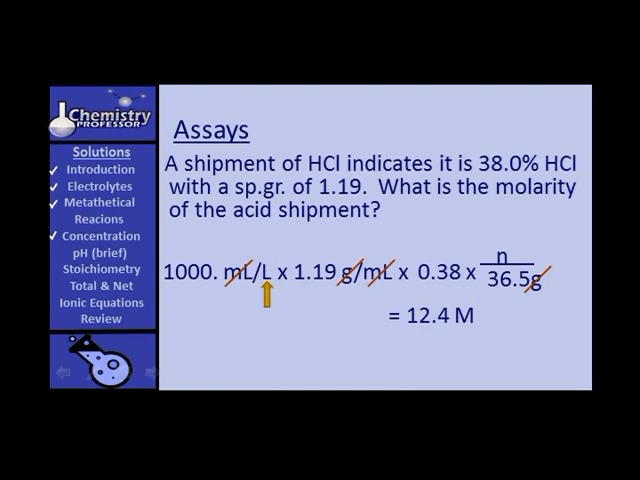 Chemistry
PROFESSOR
Solutions
Introduction
Electrolytes
Metathetical
Reacions
Concentration
pH (brief)
Stoichiometry
Total & Net
Ionic Equations
Review
Assays
A shipment of HCl indicates it is 38.0% HCl
with a sp.gr. of 1.19. What is the molarity
of the acid shipment?
n
1000. mL/L x 1.19 g/mL x 0.38 x 36.5g
= 12.4 M